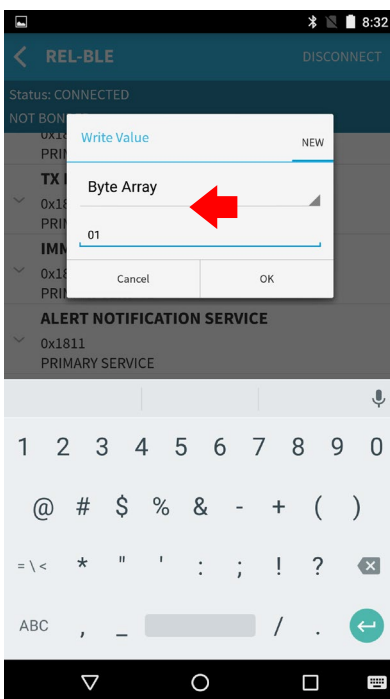 8:32
REL-BLE
DISCONNECT
Status: CONNECTED
NOT BON
Write Value
NEW
PRI
Byte Array
TX
0x18
PRI
01
IMM
0x18
PRI
Cancel
OK
ALERT NOTIFICATION SERVICE
0x1811
PRIMARY SERVICE
1 2 3 4 5 6 7 8 9 0
@ # $ % & - + ( )
= \ < * " ' : ; ! ?
ABC , _ / .